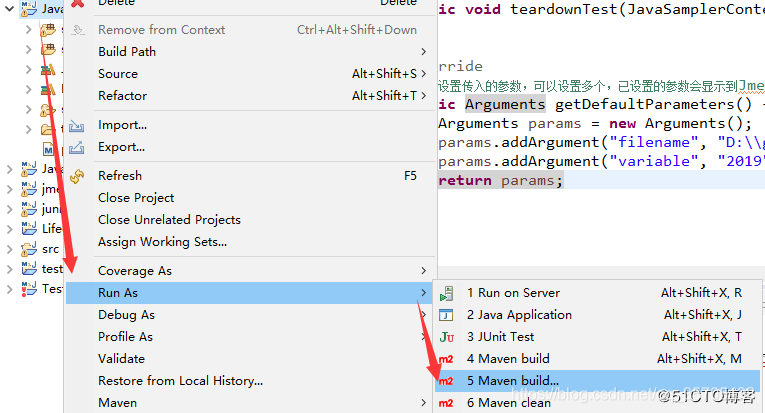 Java
Delete Delete
Remove from Context Ctrl+Alt+Shift+Down
Build Path
Source Alt+Shift+S
Refactor Alt+Shift+T
Import...
Export...
Refresh F5
Close Project
Close Unrelated Projects
Assign Working Sets...
Coverage As
Run As
Debug As
Profile As
Validate
Restore from Local History...
Maven
Java
jme
juni
Life
src
test
Tes
ic void teardownTest(JavaSamplerConte
rride
设置传入的参数，可以设置多个，已设置的参数会显示到Jme
ic Arguments getDefaultParameters() {
Arguments params = new Arguments();
params.addArgument("filename", "D:\\g
params.addArgument("variable", "2019"
return params;
1 Run on Server Alt+Shift+X, R
2 Java Application Alt+Shift+X, J
3 JUnit Test Alt+Shift+X, T
4 Maven build Alt+Shift+X, M
5 Maven build...
6 Maven clean
@51CTO博客